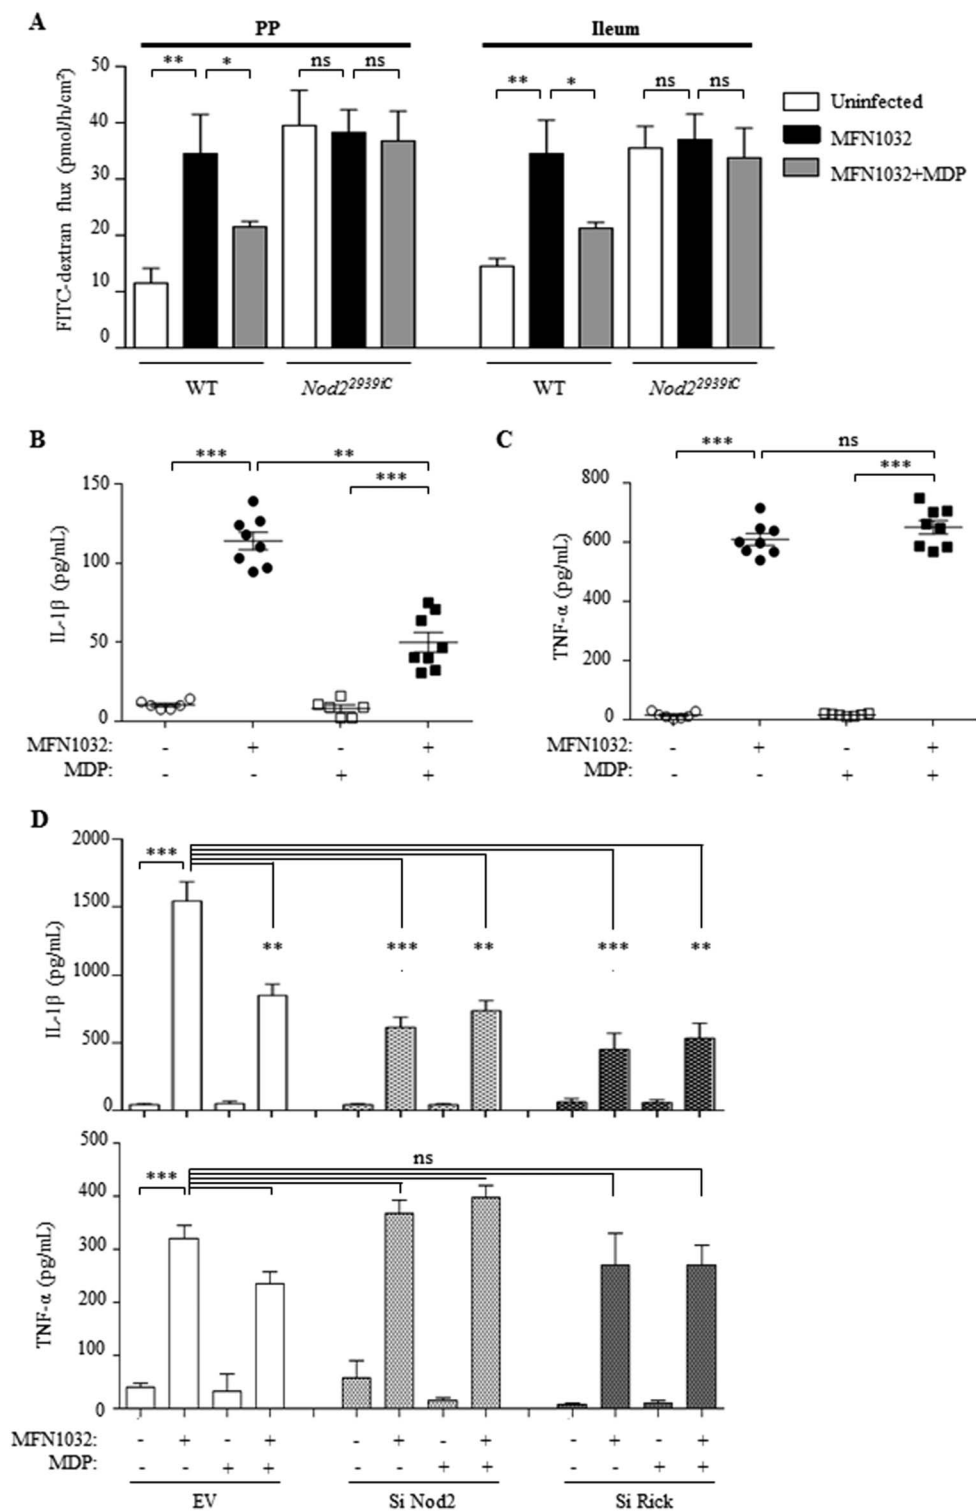 A
PP
Ileum
** * ns ns
** * ns ns
FITC-dextran flux (pmol/h/cm²)
50
40
30
20
10
0
Uninfected
MFN1032
MFN1032+MDP
WT
Nod2²⁹³⁹ⁱᶜ
WT
Nod2²⁹³⁹ⁱᶜ
B
*** **
***
IL-1β (pg/mL)
150
100
50
0
MFN1032: - + - +
MDP: - - + +
C
*** ns
***
TNF-α (pg/mL)
800
600
400
200
0
- + - +
- - + +
D
IL-1β (pg/mL)
2000
1500
1000
500
0
***
** *** ** *** **
TNF-α (pg/mL)
500
400
300
200
100
0
*** ns
MFN1032: - + - + - + - + - + - +
MDP: - - + + - - + + - - + +
EV Si Nod2 Si Rick